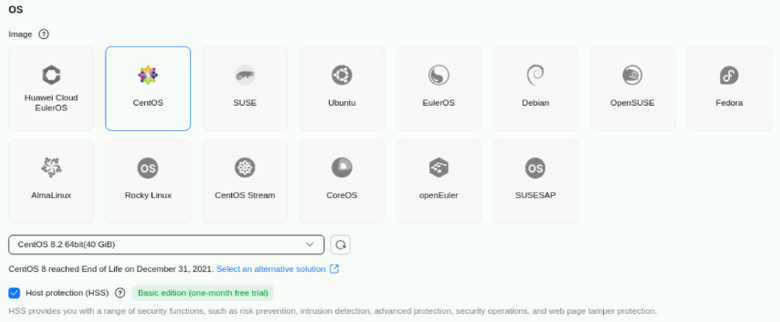 OS
Image ?
Huawei Cloud
EulerOS
CentOS
SUSE
Ubuntu
EulerOS
Debian
OpenSUSE
Fedora
AlmaLinux
OS
Rocky Linux
CentOS Stream
CoreOS
openEuler
OS
SUSESAP
CentOS 8.2 64bit(40 GiB)
CentOS 8 reached End of Life on December 31, 2021. Select an alternative solution
Host protection (HSS) ? Basic edition (one-month free trial)
HSS provides you with a range of security functions, such as risk prevention, intrusion detection, advanced protection, security operations, and web page tamper protection.